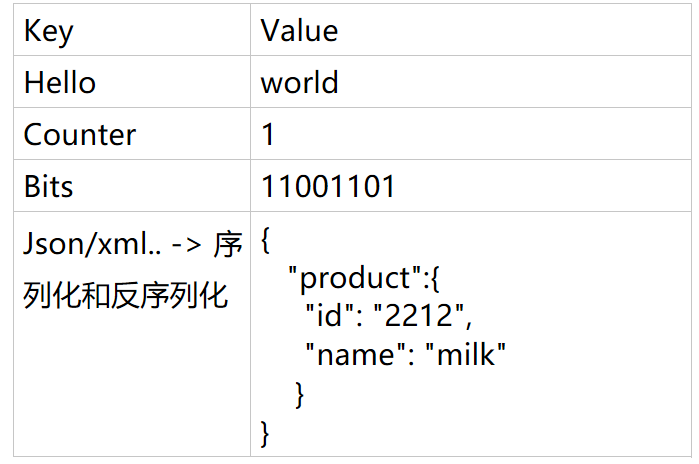 Key Value
Hello world
Counter 1
Bits 11001101
Json/xml.. -> 序
列化和反序列化
{
"product":{
"id": "2212",
"name": "milk"
}
}